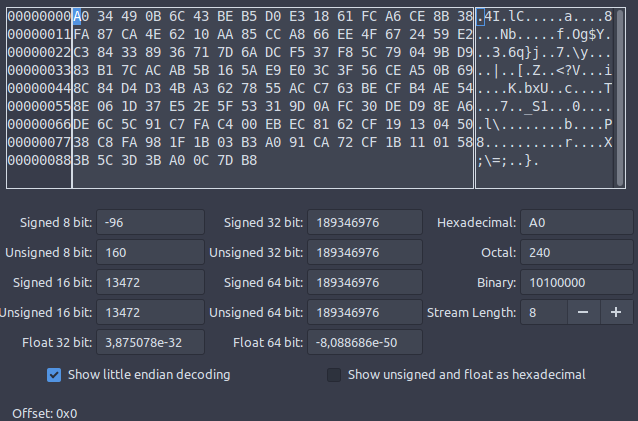 00000000 A0 34 49 0B 6C 43 BE B5 D0 E3 18 61 FC A6 CE 8B 38 .4I.lC.....a....8
00000011 FA 87 CA 4E 62 10 AA 85 CC A8 66 EE 4F 67 24 59 E2 ...Nb.....f.Og$Y.
00000022 C3 84 33 89 36 71 7D 6A DC F5 37 F8 5C 79 04 9B D9 ..3.6q}j..7.\y...
00000033 83 B1 7C AC AB 5B 16 5A E9 E0 3C 3F 56 CE A5 0B 69 ..|..[.Z..<?V...i
00000044 8C 84 D4 D3 4B A3 62 78 55 AC C7 63 BE CF B4 AE 54 ....K.bxU..c....T
00000055 8E 06 1D 37 E5 2E 5F 53 31 9D 0A FC 30 DE D9 8E A6 ...7.._S1...0....
00000066 DE 6C 5C 91 C7 FA C4 00 EB EC 81 62 CF 19 13 04 50 .l\........b....P
00000077 38 C8 FA 98 1F 1B 03 B3 A0 91 CA 72 CF 1B 11 01 58 8..........r....X
00000088 3B 5C 3D 3B A0 0C 7D B8 ;\=;..}.
Signed 8 bit: -96 Signed 32 bit: 189346976 Hexadecimal: A0
Unsigned 8 bit: 160 Unsigned 32 bit: 189346976 Octal: 240
Signed 16 bit: 13472 Signed 64 bit: 189346976 Binary: 10100000
Unsigned 16 bit: 13472 Unsigned 64 bit: 189346976 Stream Length: 8 − +
Float 32 bit: 3,875078e-32 Float 64 bit: -8,088686e-50
Show little endian decoding Show unsigned and float as hexadecimal
Offset: 0x0